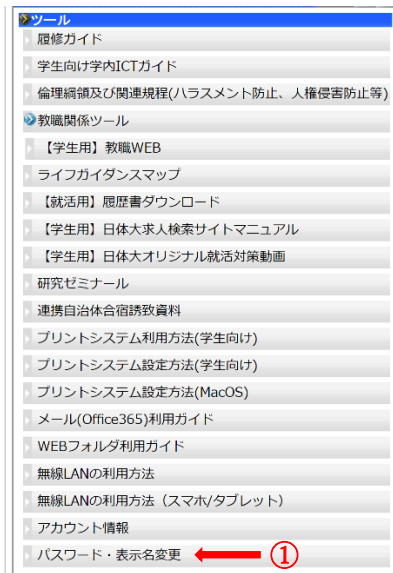 ツール
履修ガイド
学生向け学内ICTガイド
倫理綱領及び関連規程(ハラスメント防止、人権侵害防止等)
教職関係ツール
【学生用】教職WEB
ライフガイダンスマップ
【就活用】履歴書ダウンロード
【学生用】日体大求人検索サイトマニュアル
【学生用】日体大オリジナル就活対策動画
研究ゼミナール
連携自治体合宿誘致資料
プリントシステム利用方法(学生向け)
プリントシステム設定方法(学生向け)
プリントシステム設定方法(MacOS)
メール(Office365)利用ガイド
WEBフォルダ利用ガイド
無線LANの利用方法
無線LANの利用方法（スマホ/タブレット）
アカウント情報
パスワード・表示名変更 ①